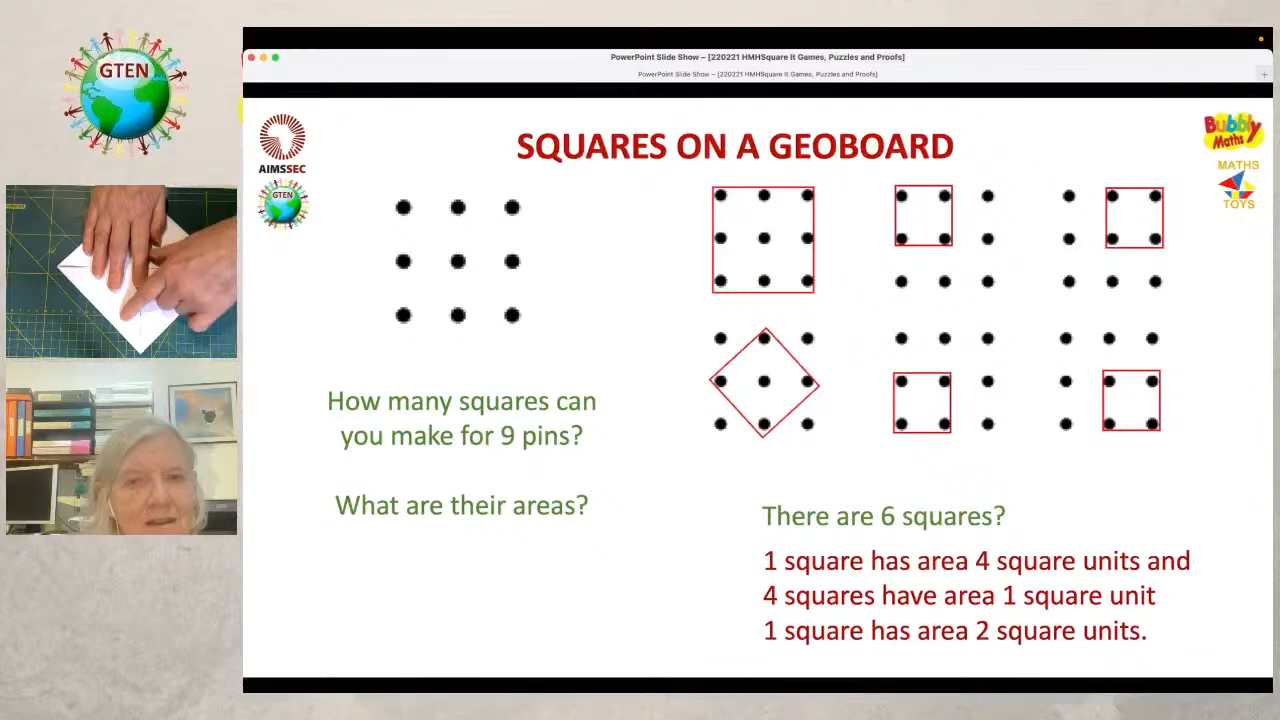 GTEN
PowerPoint Slide Show – [220221 HMHSquare It Games, Puzzles and Proofs]
PowerPoint Slide Show – [220221 HMHSquare It Games, Puzzles and Proofs]
AIMSSEC
GTEN
SQUARES ON A GEOBOARD
Bubbly
Maths
MATHS
TOYS
How many squares can
you make for 9 pins?
What are their areas?
There are 6 squares?
1 square has area 4 square units and
4 squares have area 1 square unit
1 square has area 2 square units.